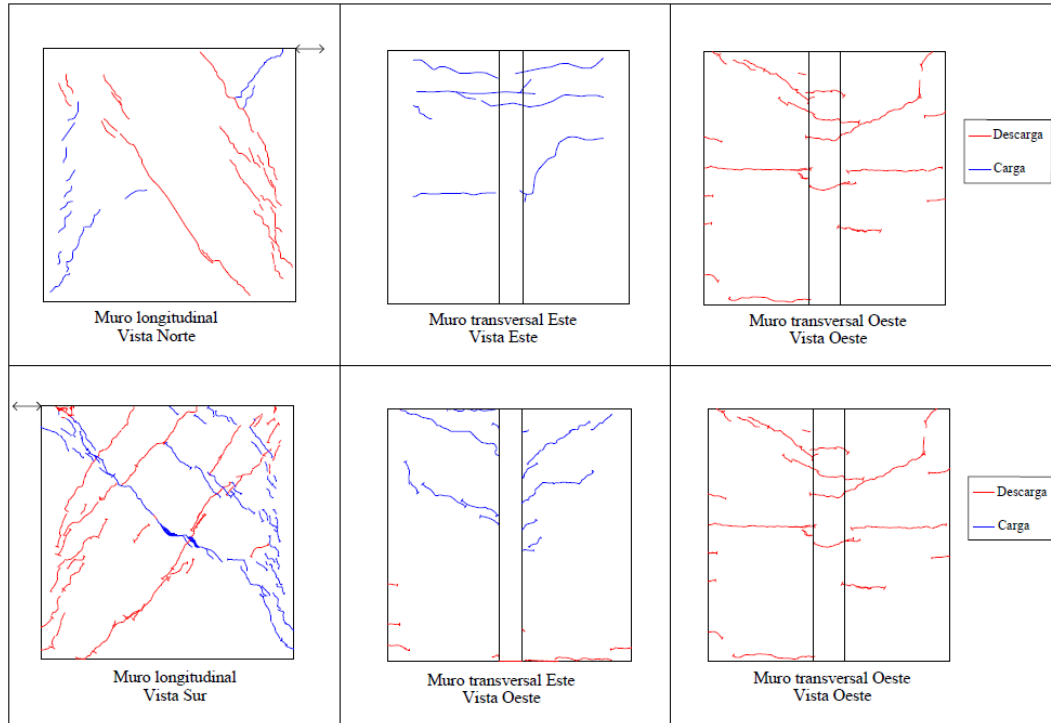 Muro longitudinal
Vista Norte
Muro transversal Este
Vista Este
Muro transversal Oeste
Vista Oeste
Descarga
Carga
Muro longitudinal
Vista Sur
Muro transversal Este
Vista Oeste
Muro transversal Oeste
Vista Oeste
Descarga
Carga